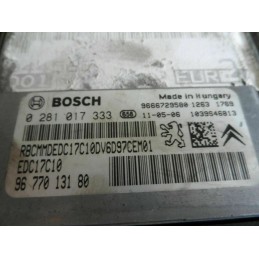 BOSCH
Made in Hungary
9666729580 1263 1769
0 281 017 333 B58 11-05-06 1039S46813
RBCMMDEDC17C10DV6D97CEM01
EDC17C10
96 770 131 80